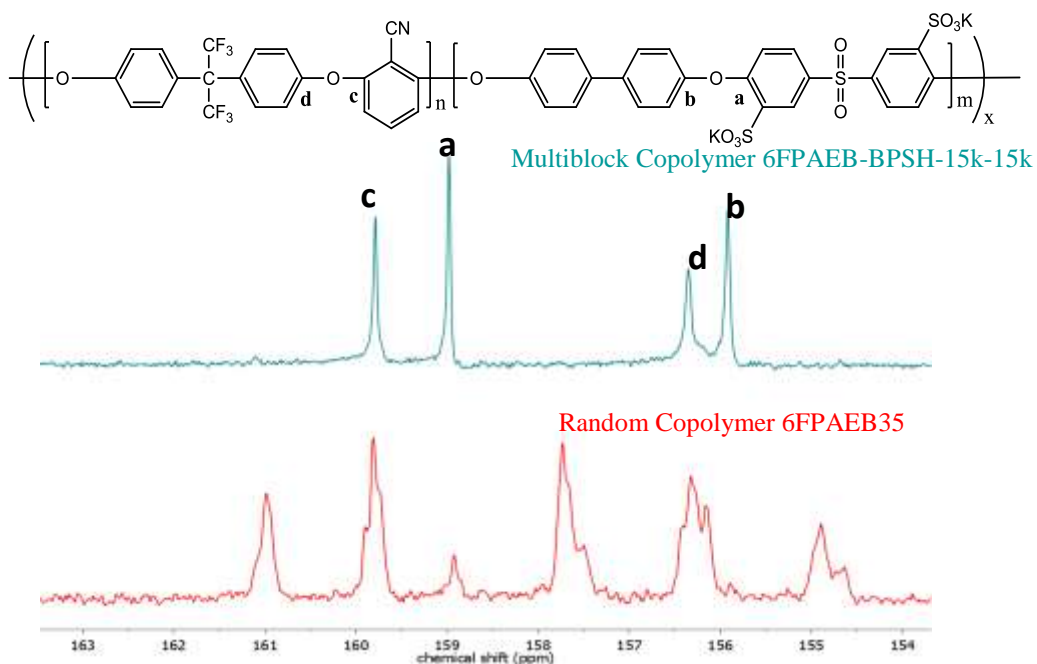 CN
SO₃K
CF₃
O
O
O
O
O
C
S
d
c
n
b
a
O
m
CF₃
KO₃S
x
a
Multiblock Copolymer 6FPAEB-BPSH-15k-15k
c
b
d
Random Copolymer 6FPAEB35
163 162 161 160 159 158 157 156 155 154
chemical shift (ppm)